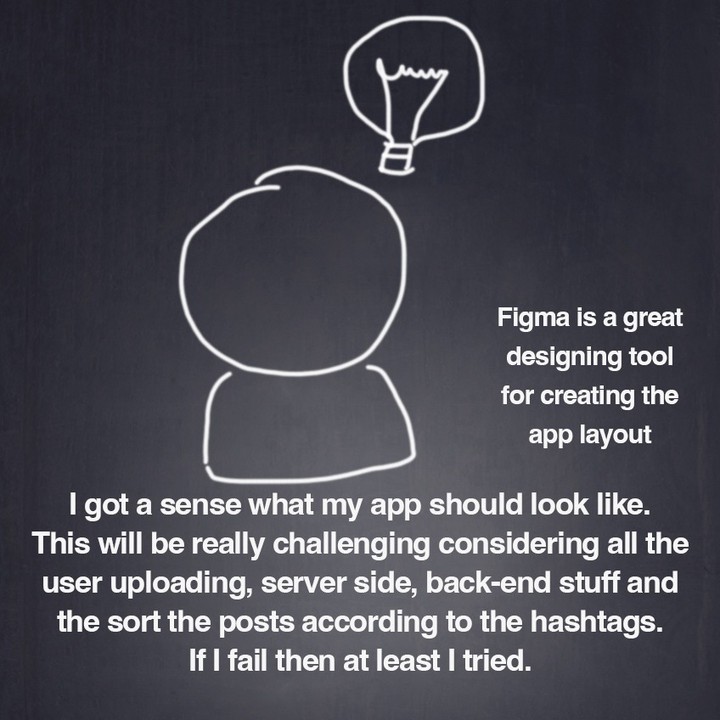 Figma is a great
designing tool
for creating the
app layout
I got a sense what my app should look like.
This will be really challenging considering all the
user uploading, server side, back-end stuff and
the sort the posts according to the hashtags.
If I fail then at least I tried.